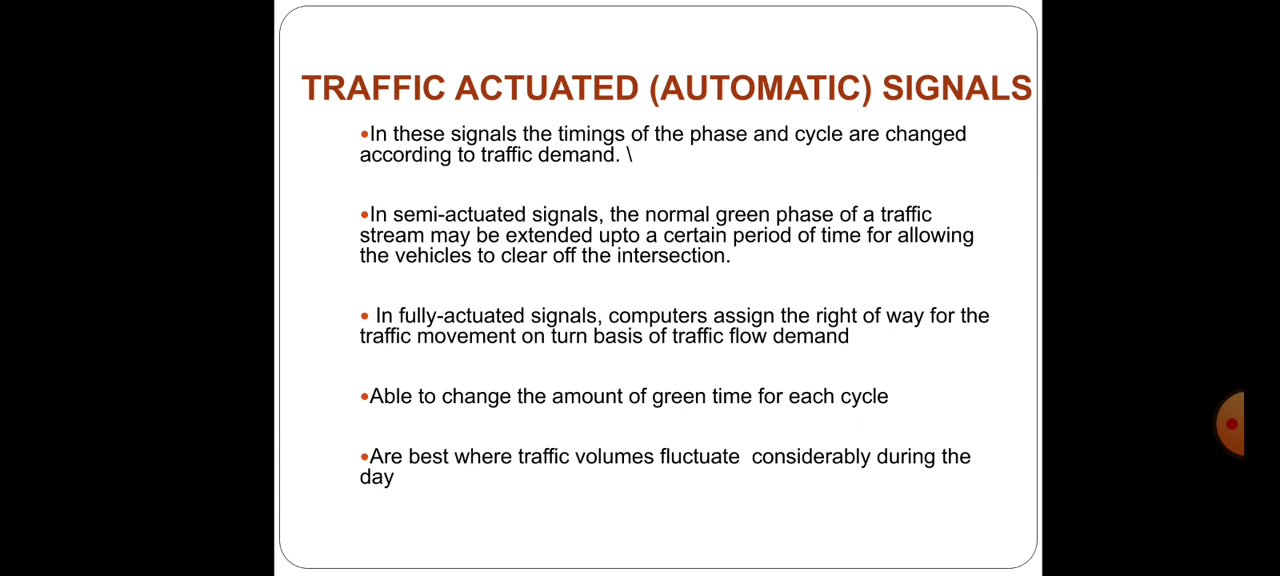 TRAFFIC ACTUATED (AUTOMATIC) SIGNALS
•In these signals the timings of the phase and cycle are changed
according to traffic demand. \
•In semi-actuated signals, the normal green phase of a traffic
stream may be extended upto a certain period of time for allowing
the vehicles to clear off the intersection.
• In fully-actuated signals, computers assign the right of way for the
traffic movement on turn basis of traffic flow demand
•Able to change the amount of green time for each cycle
•Are best where traffic volumes fluctuate  considerably during the
day